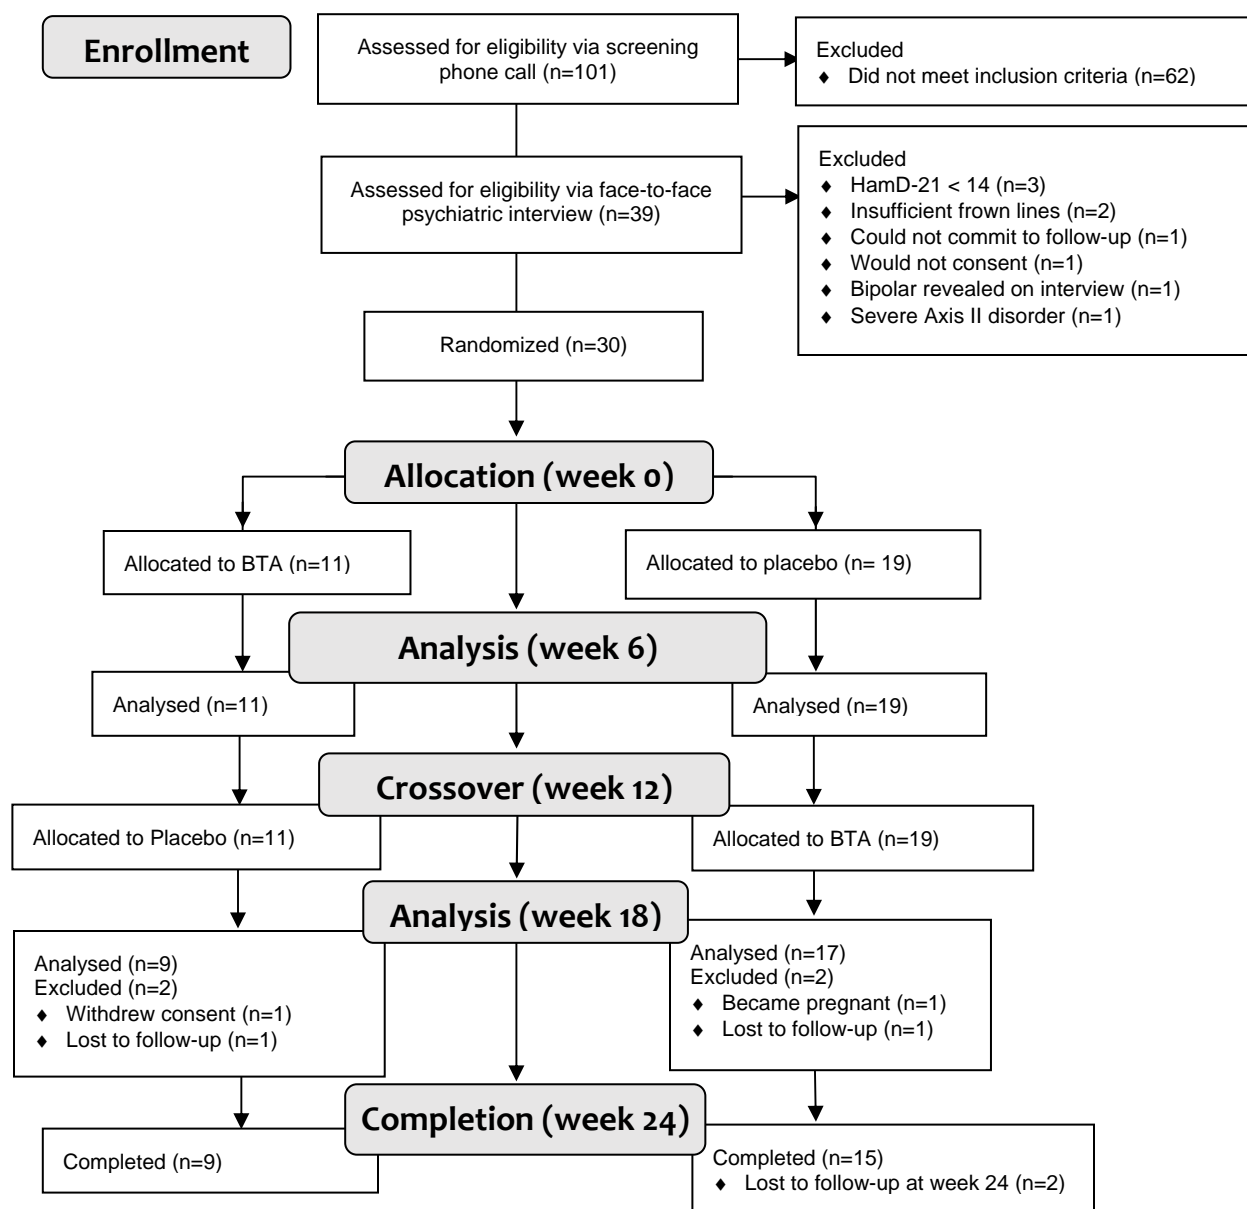 Enrollment
Assessed for eligibility via screening
phone call (n=101)
Excluded
♦ Did not meet inclusion criteria (n=62)
Assessed for eligibility via face-to-face
psychiatric interview (n=39)
Excluded
♦ HamD-21 < 14 (n=3)
♦ Insufficient frown lines (n=2)
♦ Could not commit to follow-up (n=1)
♦ Would not consent (n=1)
♦ Bipolar revealed on interview (n=1)
♦ Severe Axis II disorder (n=1)
Randomized (n=30)
Allocation (week 0)
Allocated to BTA (n=11)
Allocated to placebo (n= 19)
Analysis (week 6)
Analysed (n=11)
Analysed (n=19)
Crossover (week 12)
Allocated to Placebo (n=11)
Allocated to BTA (n=19)
Analysis (week 18)
Analysed (n=9)
Excluded (n=2)
♦ Withdrew consent (n=1)
♦ Lost to follow-up (n=1)
Analysed (n=17)
Excluded (n=2)
♦ Became pregnant (n=1)
♦ Lost to follow-up (n=1)
Completion (week 24)
Completed (n=9)
Completed (n=15)
♦ Lost to follow-up at week 24 (n=2)